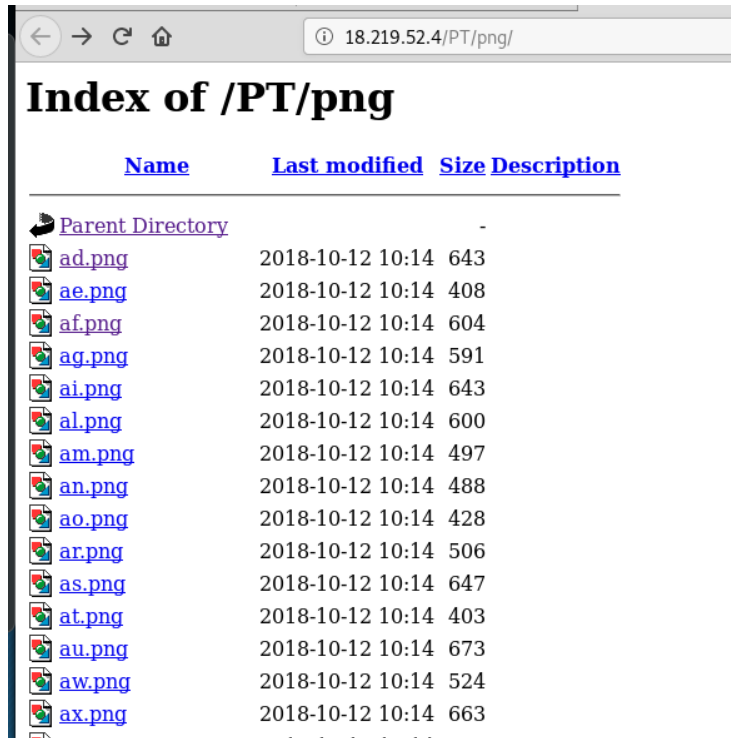 18.219.52.4/PT/png/
Index of /PT/png
Name Last modified Size Description
Parent Directory -
ad.png 2018-10-12 10:14 643
ae.png 2018-10-12 10:14 408
af.png 2018-10-12 10:14 604
ag.png 2018-10-12 10:14 591
ai.png 2018-10-12 10:14 643
al.png 2018-10-12 10:14 600
am.png 2018-10-12 10:14 497
an.png 2018-10-12 10:14 488
ao.png 2018-10-12 10:14 428
ar.png 2018-10-12 10:14 506
as.png 2018-10-12 10:14 647
at.png 2018-10-12 10:14 403
au.png 2018-10-12 10:14 673
aw.png 2018-10-12 10:14 524
ax.png 2018-10-12 10:14 663